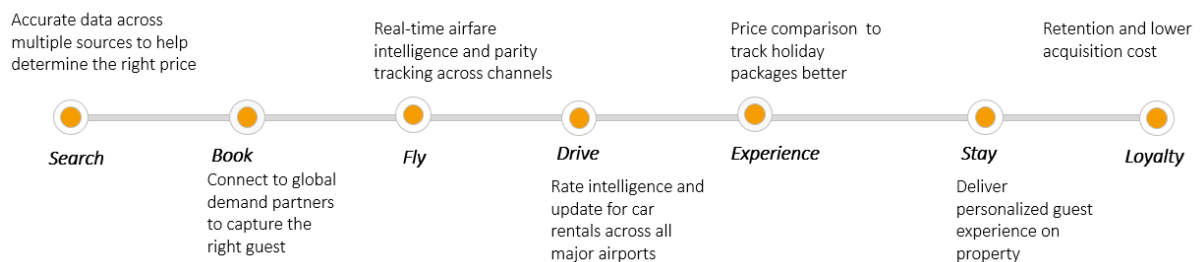 Accurate data across
multiple sources to help
determine the right price
Real-time airfare
intelligence and parity
tracking across channels
Price comparison to
track holiday
packages better
Retention and lower
acquisition cost
Search
Book
Fly
Drive
Experience
Stay
Loyalty
Connect to global
demand partners
to capture the
right guest
Rate intelligence and
update for car
rentals across all
major airports
Deliver
personalized guest
experience on
property